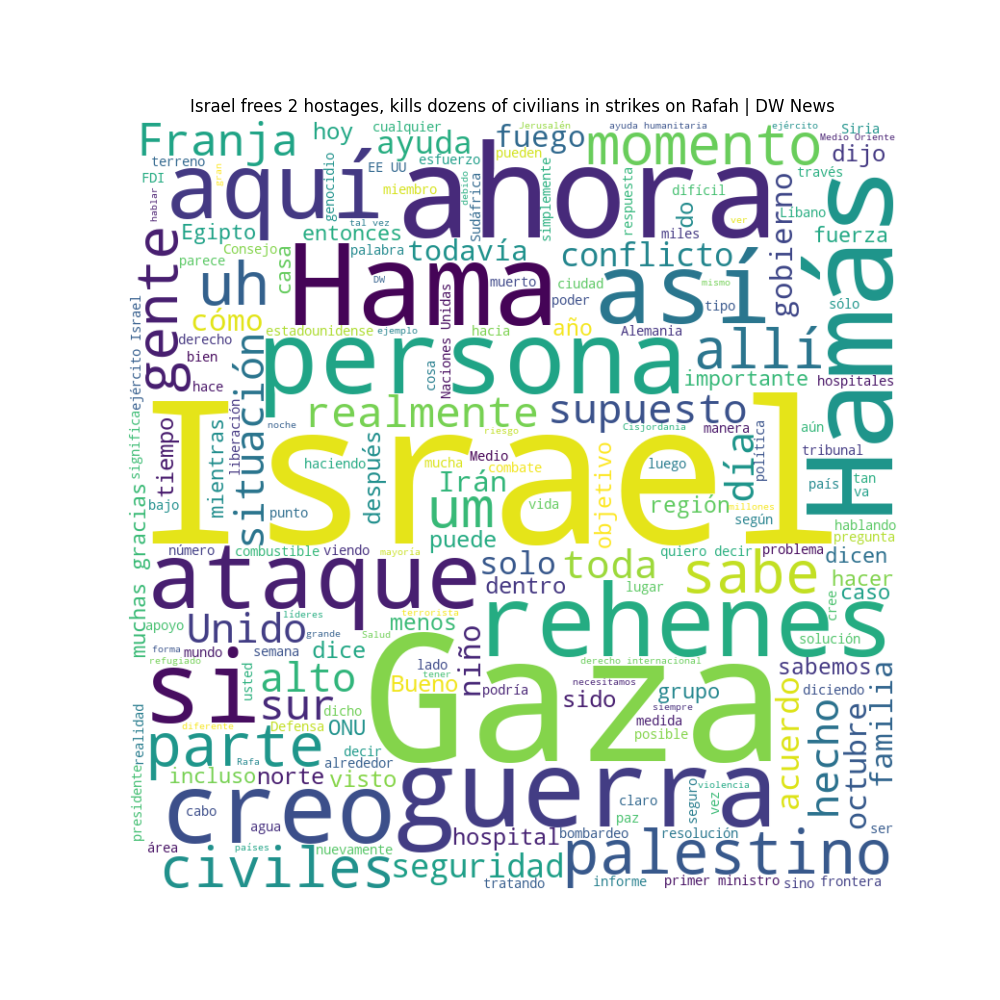 Israel frees 2 hostages, kills dozens of civilians in strikes on Rafah | DW News
Franja
hoy
cualquier
ayuda
fuego
Jerusalén
ayuda humanitaria
momento
ejército
Siria
Medio Oriente
dijo
terreno
FDI
gran
aquí
hablar
genocidio
EE UU
miembro
esfuerzo
debido
ahora
pueden
Sudáfrica
simplemente
respuesta
difícil
do
gobierno
través
Líbano
fuerza
Egipto
Consejo
parece
entonces
tal vez
palabra
todavía
conflicto
miles
ver
gente
uh
casa
Hama
DW
muerto
ciudad
poder
así
mismo
tipo
sólo
Hamás
cómo
estadounidense
ejemplo
Naciones Unidas
hacia
año
Alemania
ejército Israel
derecho
bien
hace
situación
persona
cosa
allí
importante
hospitales
liberación
realmente
supuesto
noche
riesgo
Cisjordania
manera
política
aún
tribunal
significa
tiempo
mientras
Israel
haciendo
después
mucha
Medio
combate
Irán
objetivo
luego
día
región
país
tan
va
bajo
punto
um
vida
según
millones
hablando
pregunta
muchas gracias
número
combustible
viendo
mayoría
puede
quiero decir
problema
dicen
ataque
solo
dentro
toda
lugar
sabe
hacer
caso
cree
apoyo
Unido
líderes
grande
terrorista
menos
rehenes
solución
forma
mundo
semana
dice
Salud
niño
derecho internacional
sabemos
refugiado
si
usted
alto
lado
tener
Bueno
podría
necesitamos
sido
siempre
grupo
diciendo
familia
sur
dicho
Gaza
medida
posible
acuerdo
hecho
octubre
realidad
diferente
Defensa
ONU
parte
Rafa
decir
alrededor
presidente
incluso
norte
visto
guerra
claro
paz
seguro
vez
violencia
creo
cabo
agua
hospital
bombardeo
resolución
ser
área
países
nuevamente
civiles
seguridad
palestino
tratando
informe
primer ministro
sino
frontera